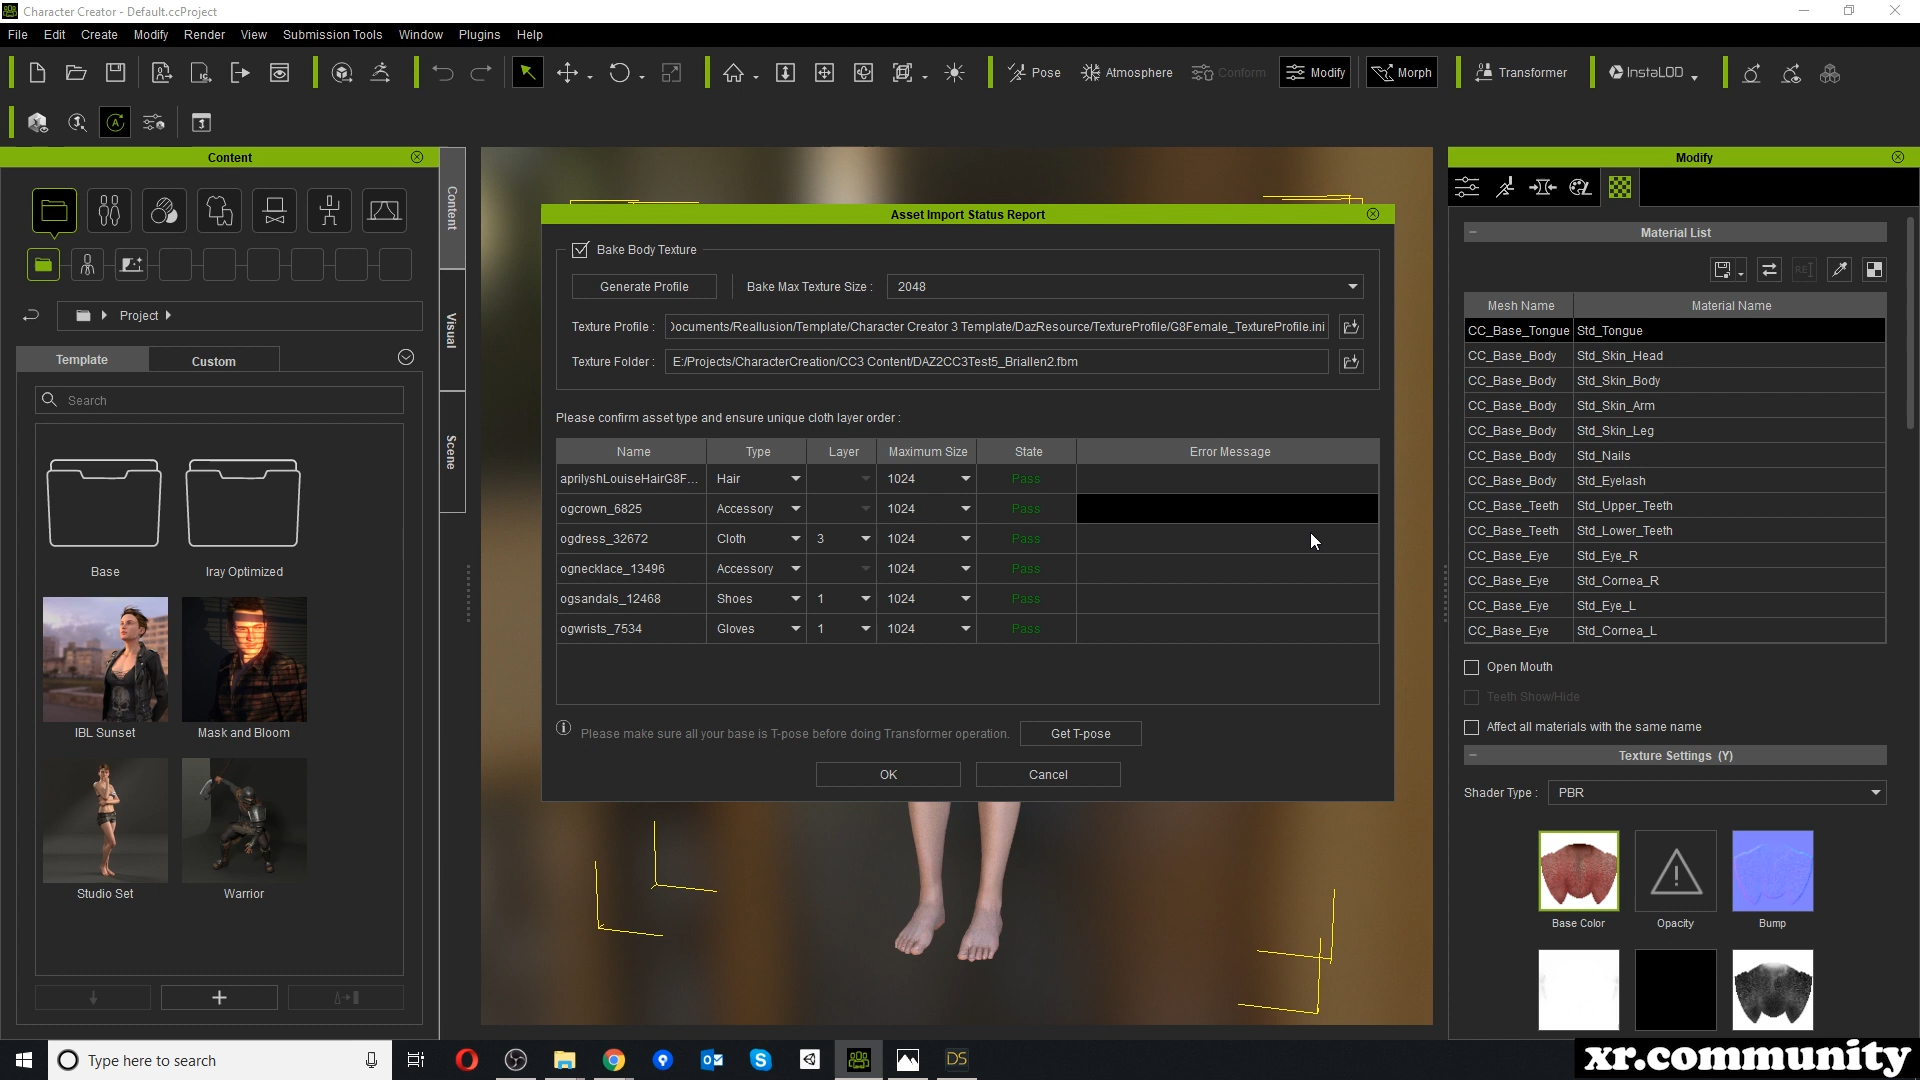 Character Creator - Default.ccProject
File Edit Create Modify Render View Submission Tools Window Plugins Help
Pose Atmosphere Conform Modify Morph Transformer InstaLOD
Content
Content
Visual
Scene
Project
Template Custom
Search
Base Iray Optimized
IBL Sunset Mask and Bloom
Studio Set Warrior
Asset Import Status Report
Bake Body Texture
Generate Profile Bake Max Texture Size : 2048
Texture Profile : Documents/Reallusion/Template/Character Creator 3 Template/DazResource/TextureProfile/G8Female_TextureProfile.ini
Texture Folder : E:/Projects/CharacterCreation/CC3 Content/DAZ2CC3Test5_Briallen2.fbm
Please confirm asset type and ensure unique cloth layer order :
Name Type Layer Maximum Size State Error Message
aprilyshLouiseHairG8F... Hair 1024 Pass
ogcrown_6825 Accessory 1024 Pass
ogdress_32672 Cloth 3 1024 Pass
ognecklace_13496 Accessory 1024 Pass
ogsandals_12468 Shoes 1 1024 Pass
ogwrists_7534 Gloves 1 1024 Pass
Please make sure all your base is T-pose before doing Transformer operation. Get T-pose
OK Cancel
Modify
Material List
Mesh Name Material Name
CC_Base_Tongue Std_Tongue
CC_Base_Body Std_Skin_Head
CC_Base_Body Std_Skin_Body
CC_Base_Body Std_Skin_Arm
CC_Base_Body Std_Skin_Leg
CC_Base_Body Std_Nails
CC_Base_Body Std_Eyelash
CC_Base_Teeth Std_Upper_Teeth
CC_Base_Teeth Std_Lower_Teeth
CC_Base_Eye Std_Eye_R
CC_Base_Eye Std_Cornea_R
CC_Base_Eye Std_Eye_L
CC_Base_Eye Std_Cornea_L
Open Mouth
Teeth Show/Hide
Affect all materials with the same name
Texture Settings (Y)
Shader Type : PBR
Base Color Opacity Bump
Type here to search
DS
xr.community